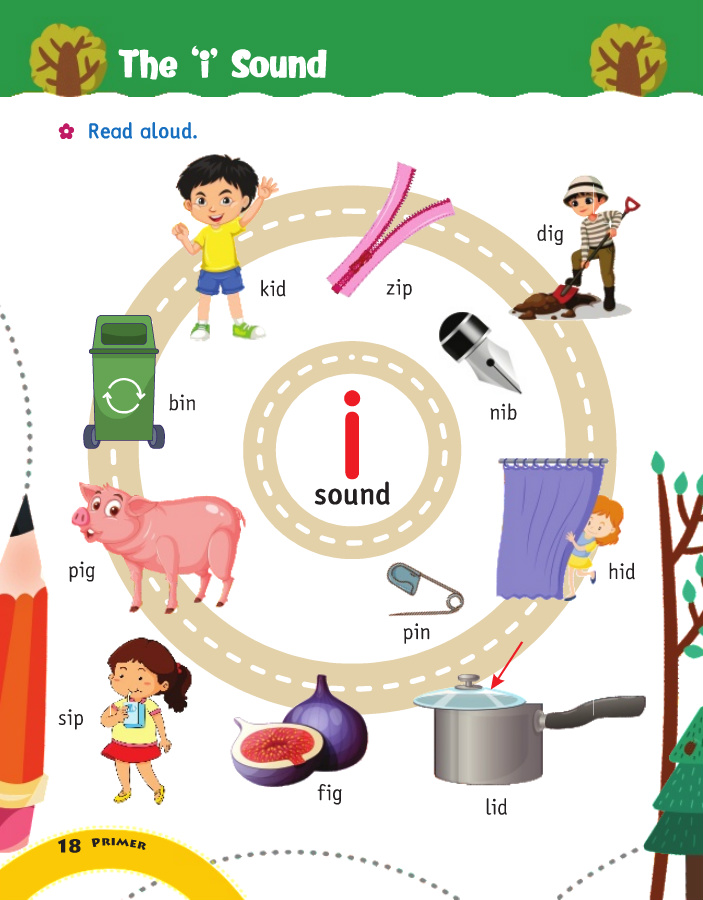 The 'i' Sound
Read aloud.
kid
zip
dig
bin
nib
i
sound
pig
hid
pin
sip
fig
lid
18 PRIMER